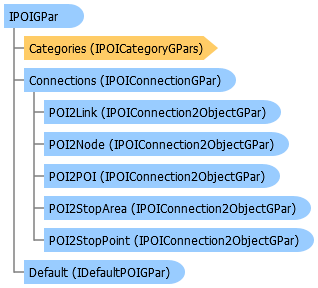 IPOIGPar
Categories (IPOICategoryGPars)
Connections (IPOIConnectionGPar)
POI2Link (IPOIConnection2ObjectGPar)
POI2Node (IPOIConnection2ObjectGPar)
POI2POI (IPOIConnection2ObjectGPar)
POI2StopArea (IPOIConnection2ObjectGPar)
POI2StopPoint (IPOIConnection2ObjectGPar)
Default (IDefaultPOIGPar)